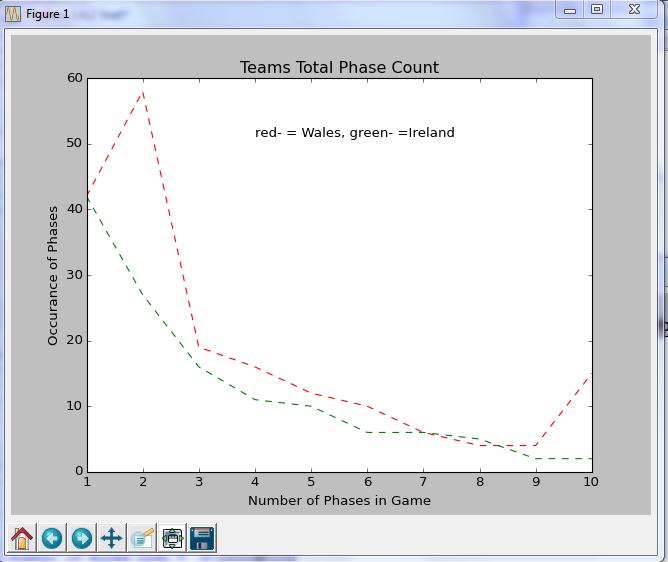 Figure 1
Teams Total Phase Count
red- = Wales, green- =Ireland
Occurance of Phases
60
50
40
30
20
10
0
1 2 3 4 5 6 7 8 9 10
Number of Phases in Game